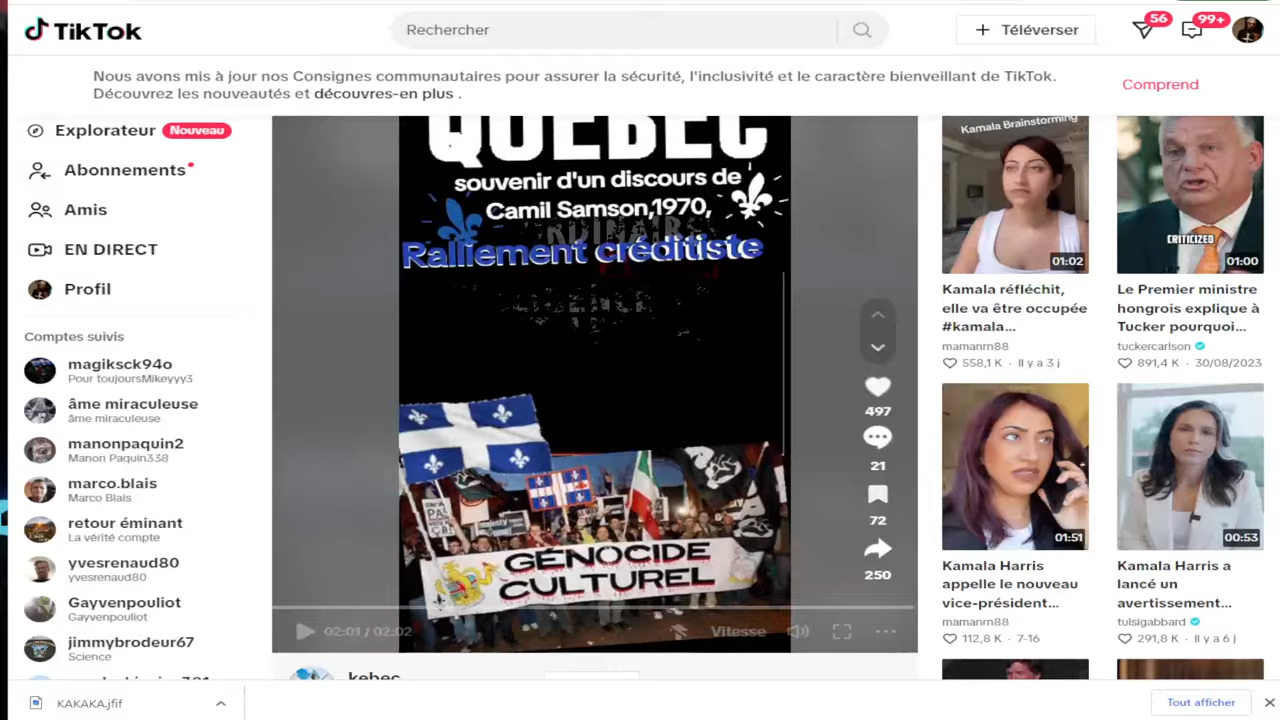 TikTok
Rechercher
Téléverser
56
99+
Nous avons mis à jour nos Consignes communautaires pour assurer la sécurité, l'inclusivité et le caractère bienveillant de TikTok.
Découvrez les nouveautés et découvres-en plus .
Comprend
Explorateur Nouveau
Abonnements
Amis
EN DIRECT
Profil
Comptes suivis
magiksck94o
Pour toujoursMikeyyy3
âme miraculeuse
âme miraculeuse
manonpaquin2
Manon Paquin338
marco.blais
Marco Blais
retour éminant
La vérité compte
yvesrenaud80
yvesrenaud80
Gayvenpouliot
Gayvenpouliot
jimmybrodeur67
Science
QUÉBEC
souvenir d'un discours de
Camil Samson,1970,
Ralliement créditiste
GÉNOCIDE
CULTUREL
497
21
72
250
02:01 / 02:02
Vitesse
kebec
Kamala Brainstorming
01:02
Kamala réfléchit,
elle va être occupée
#kamala...
mamanrn88
558,1 K · Il y a 3 j
CRITICIZED
01:00
Le Premier ministre
hongrois explique à
Tucker pourquoi...
tuckercarlson
891,4 K · 30/08/2023
01:51
Kamala Harris
appelle le nouveau
vice-président...
mamanrn88
112,8 K · 7-16
00:53
Kamala Harris a
lancé un
avertissement...
tulsigabbard
291,8 K · Il y a 6 j
KAKAKA.jfif
Tout afficher